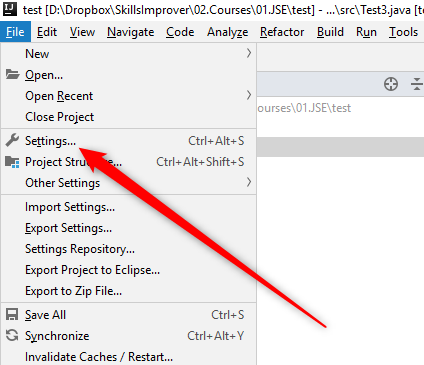 IJ test [D:\Dropbox\SkillsImprover\02.Courses\01.JSE\test] - ...\src\Test3.java [te
File Edit View Navigate Code Analyze Refactor Build Run Tools
New
Open...
ourses\01.JSE\test
Open Recent
Close Project
Settings... Ctrl+Alt+S
Project Structure... Ctrl+Alt+Shift+S
Other Settings
Import Settings...
Export Settings...
Settings Repository...
Export Project to Eclipse...
Export to Zip File...
Save All Ctrl+S
Synchronize Ctrl+Alt+Y
Invalidate Caches / Restart...